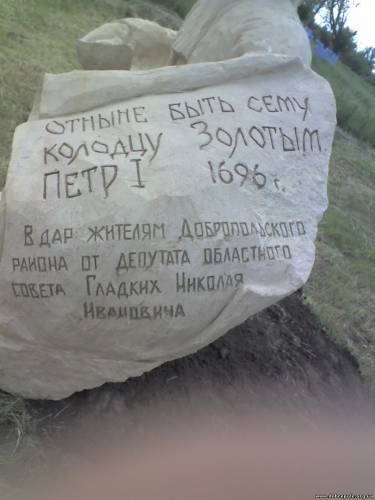 ОТНЫНЕ БЫТЬ СЕМУ
КОЛОДЦУ ЗОЛОТЫМ
ПЕТР I 1696 г.
В ДАР ЖИТЕЛЯМ ДОБРОПОЛЬСКОГО
РАЙОНА ОТ ДЕПУТАТА ОБЛАСТНОГО
СОВЕТА ГЛАДКИХ НИКОЛАЯ
ИВАНОВИЧА